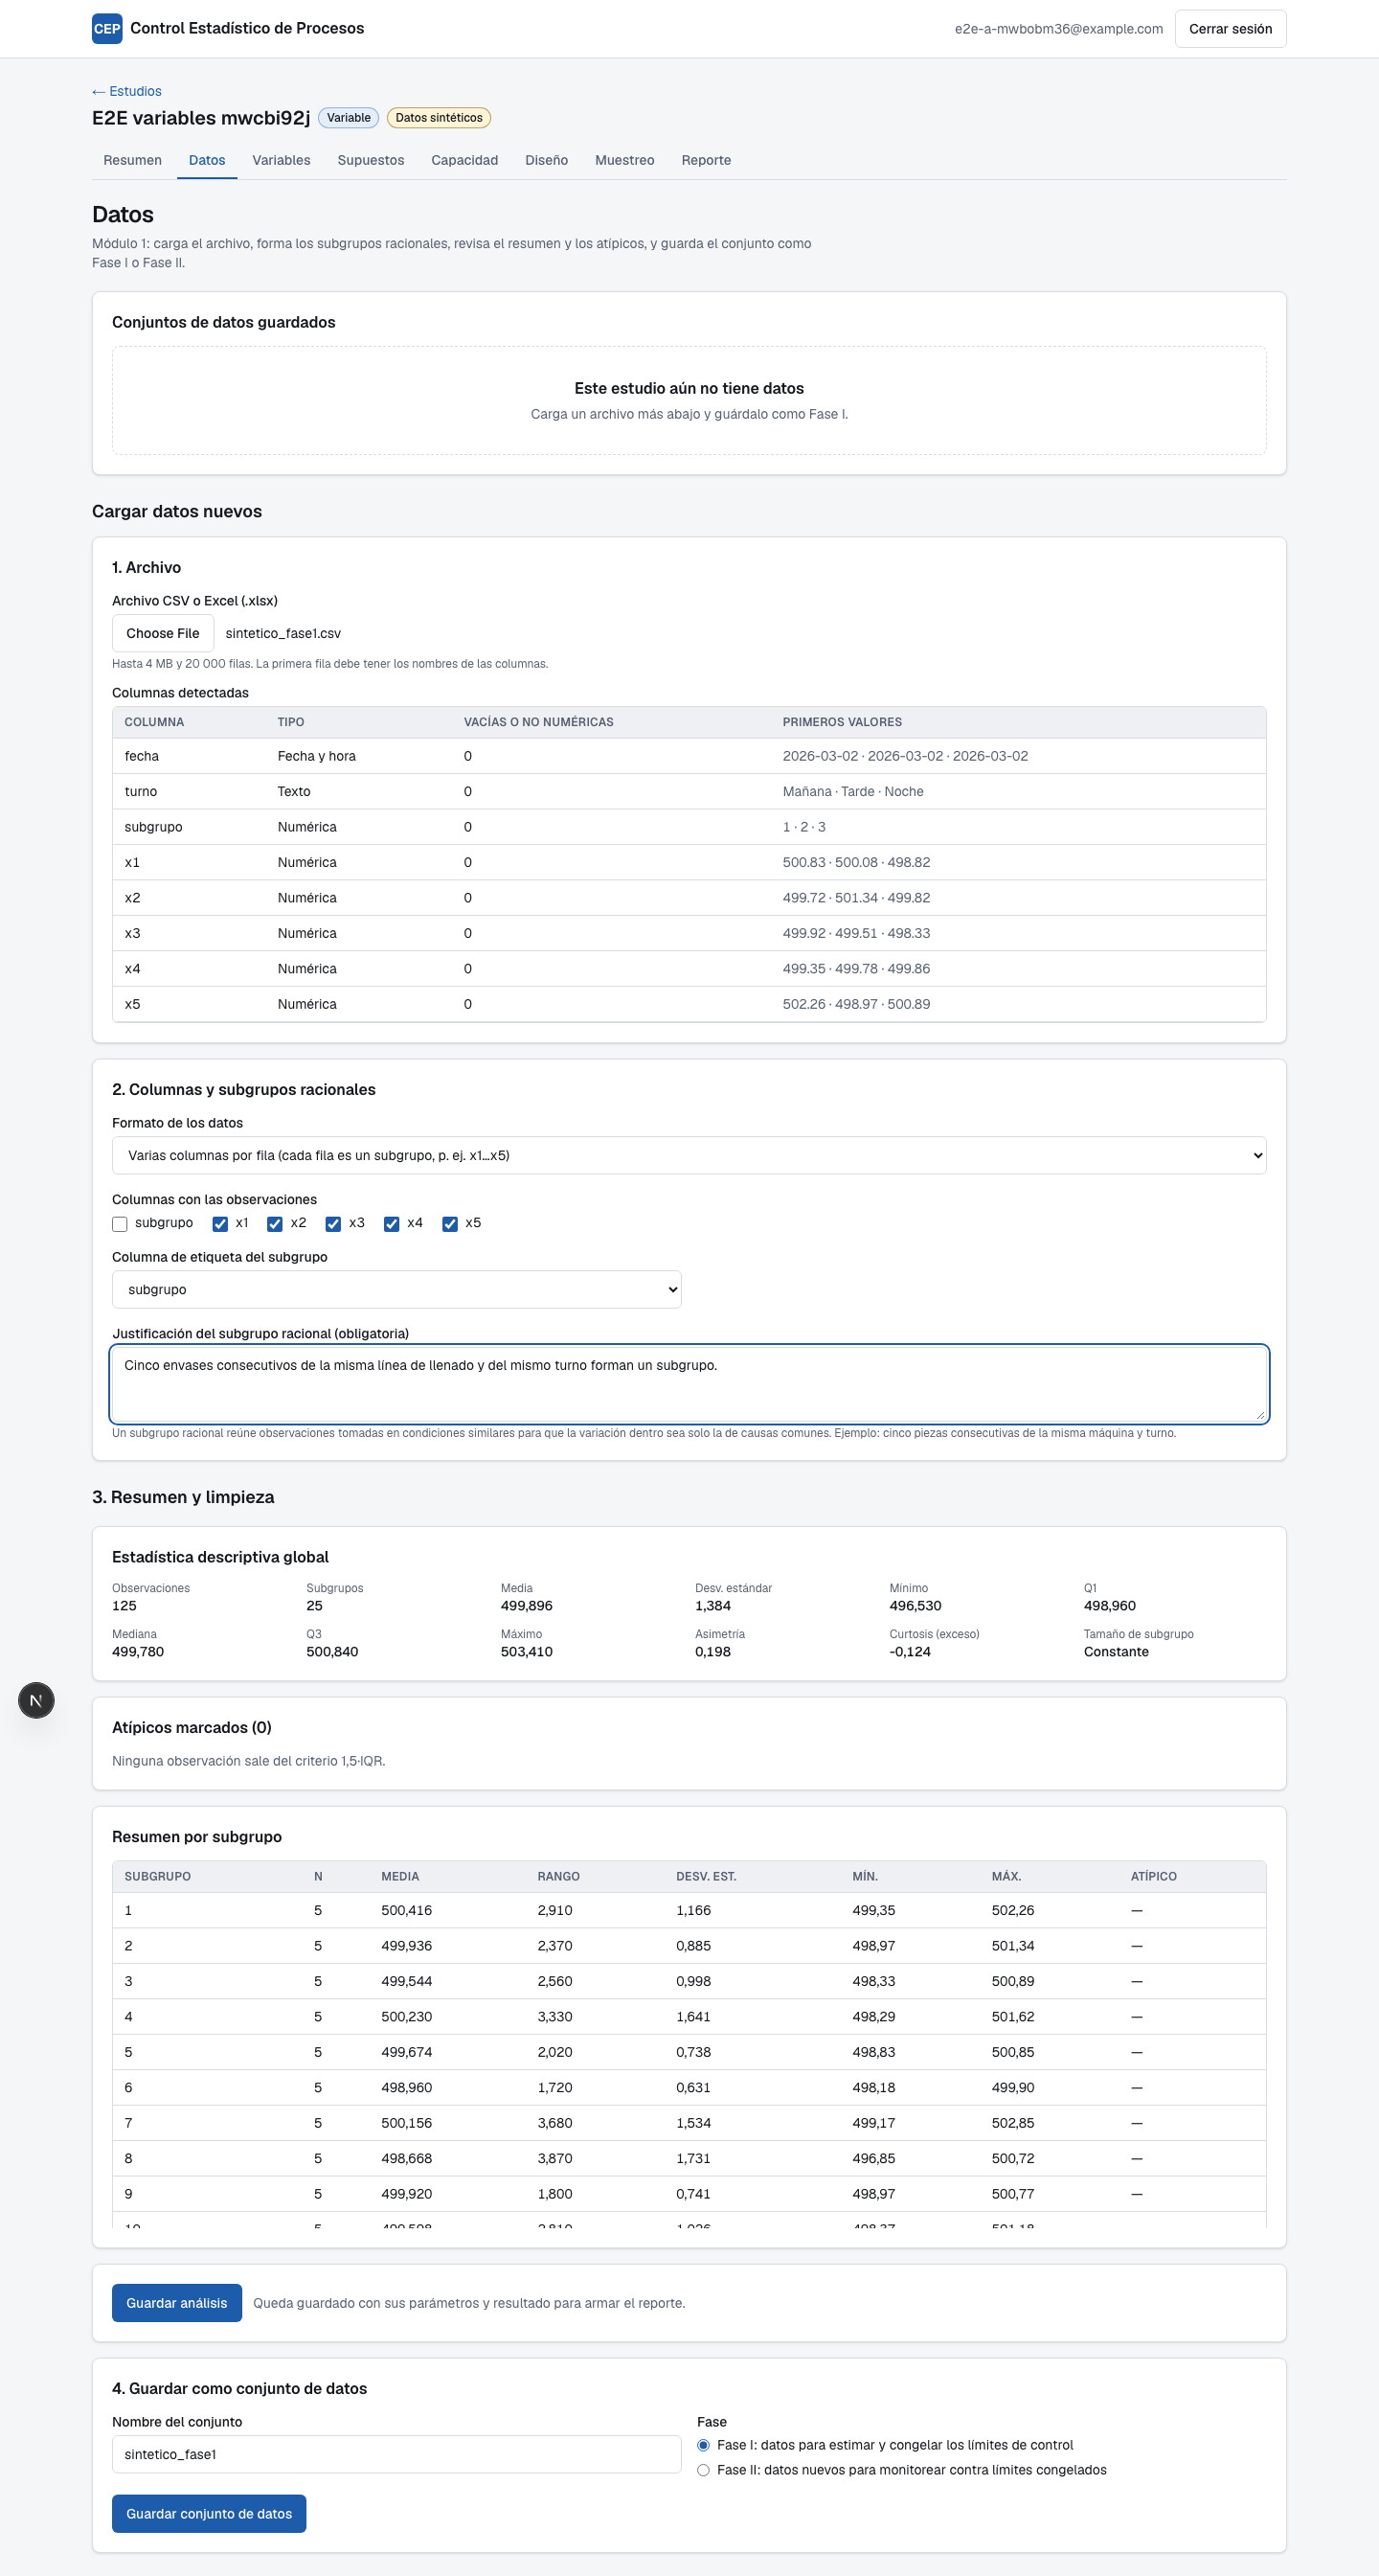 CEP Control Estadístico de Procesos
e2e-a-mwbobm36@example.com Cerrar sesión
← Estudios
E2E variables mwcbi92j Variable Datos sintéticos
Resumen Datos Variables Supuestos Capacidad Diseño Muestreo Reporte
Datos
Módulo 1: carga el archivo, forma los subgrupos racionales, revisa el resumen y los atípicos, y guarda el conjunto como
Fase I o Fase II.
Conjuntos de datos guardados
Este estudio aún no tiene datos
Carga un archivo más abajo y guárdalo como Fase I.
Cargar datos nuevos
1. Archivo
Archivo CSV o Excel (.xlsx)
Choose File sintetico_fase1.csv
Hasta 4 MB y 20 000 filas. La primera fila debe tener los nombres de las columnas.
Columnas detectadas
COLUMNA TIPO VACÍAS O NO NUMÉRICAS PRIMEROS VALORES
fecha Fecha y hora 0 2026-03-02 · 2026-03-02 · 2026-03-02
turno Texto 0 Mañana · Tarde · Noche
subgrupo Numérica 0 1 · 2 · 3
x1 Numérica 0 500.83 · 500.08 · 498.82
x2 Numérica 0 499.72 · 501.34 · 499.82
x3 Numérica 0 499.92 · 499.51 · 498.33
x4 Numérica 0 499.35 · 499.78 · 499.86
x5 Numérica 0 502.26 · 498.97 · 500.89
2. Columnas y subgrupos racionales
Formato de los datos
Varias columnas por fila (cada fila es un subgrupo, p. ej. x1…x5)
Columnas con las observaciones
subgrupo x1 x2 x3 x4 x5
Columna de etiqueta del subgrupo
subgrupo
Justificación del subgrupo racional (obligatoria)
Cinco envases consecutivos de la misma línea de llenado y del mismo turno forman un subgrupo.
Un subgrupo racional reúne observaciones tomadas en condiciones similares para que la variación dentro sea solo la de causas comunes. Ejemplo: cinco piezas consecutivas de la misma máquina y turno.
3. Resumen y limpieza
Estadística descriptiva global
Observaciones Subgrupos Media Desv. estándar Mínimo Q1
125 25 499,896 1,384 496,530 498,960
Mediana Q3 Máximo Asimetría Curtosis (exceso) Tamaño de subgrupo
499,780 500,840 503,410 0,198 -0,124 Constante
N
Atípicos marcados (0)
Ninguna observación sale del criterio 1,5·IQR.
Resumen por subgrupo
SUBGRUPO N MEDIA RANGO DESV. EST. MÍN. MÁX. ATÍPICO
1 5 500,416 2,910 1,166 499,35 502,26 —
2 5 499,936 2,370 0,885 498,97 501,34 —
3 5 499,544 2,560 0,998 498,33 500,89 —
4 5 500,230 3,330 1,641 498,29 501,62 —
5 5 499,674 2,020 0,738 498,83 500,85 —
6 5 498,960 1,720 0,631 498,18 499,90 —
7 5 500,156 3,680 1,534 499,17 502,85 —
8 5 498,668 3,870 1,731 496,85 500,72 —
9 5 499,920 1,800 0,741 498,97 500,77 —
Guardar análisis Queda guardado con sus parámetros y resultado para armar el reporte.
4. Guardar como conjunto de datos
Nombre del conjunto Fase
sintetico_fase1 Fase I: datos para estimar y congelar los límites de control
Fase II: datos nuevos para monitorear contra límites congelados
Guardar conjunto de datos